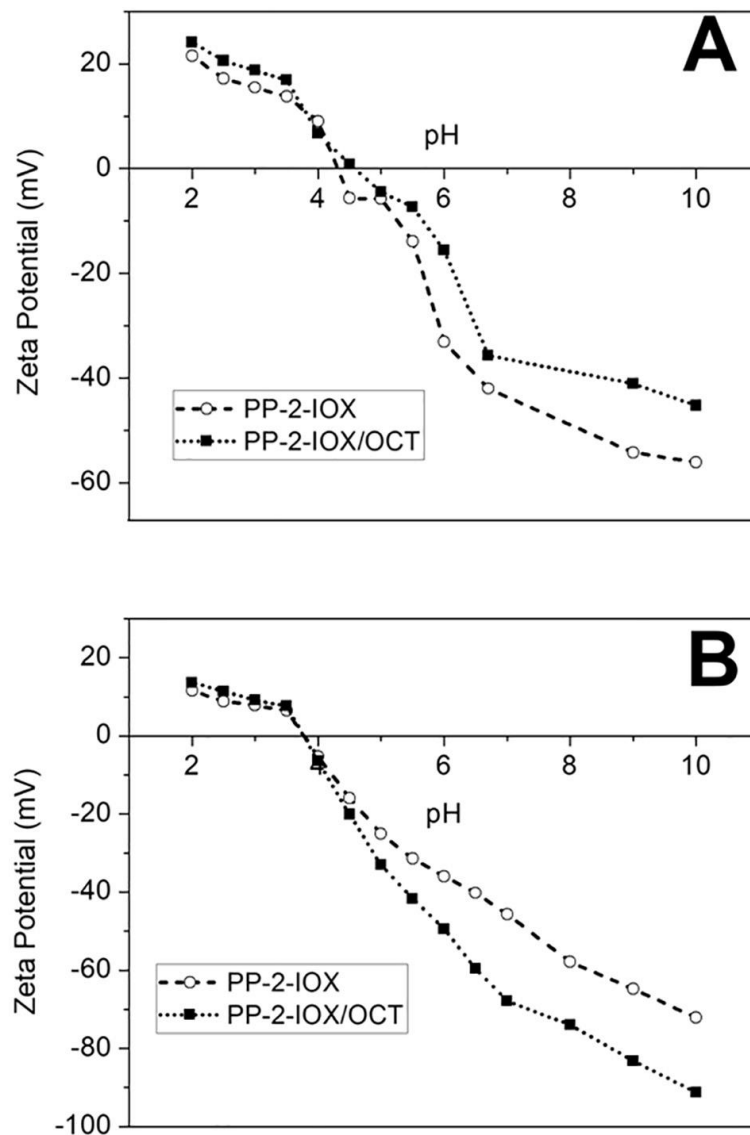 A
20
pH
0
2 4 6 8 10
-20
-40
-60
Zeta Potential (mV)
PP-2-IOX
PP-2-IOX/OCT
B
20
0
2 4 6 8 10
pH
-20
-40
-60
-80
-100
Zeta Potential (mV)
PP-2-IOX
PP-2-IOX/OCT